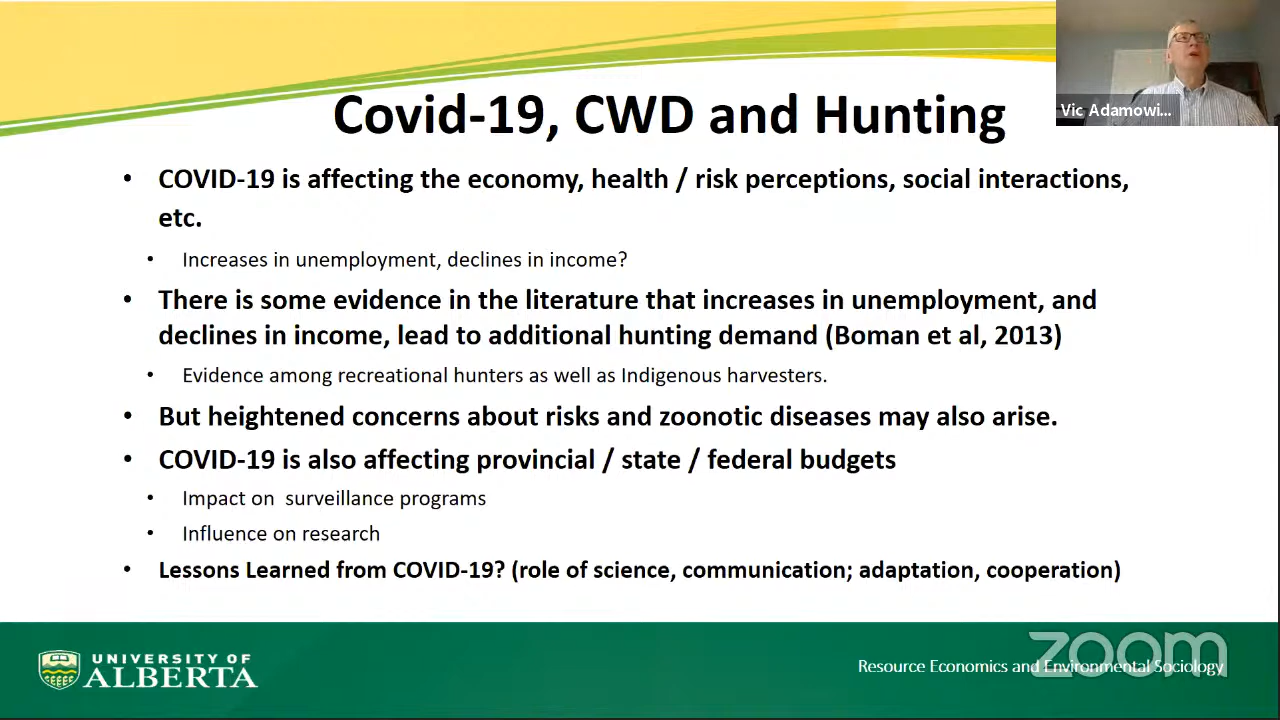 Covid-19, CWD and Hunting
Vic Adamowi...
• COVID-19 is affecting the economy, health / risk perceptions, social interactions,
etc.
• Increases in unemployment, declines in income?
• There is some evidence in the literature that increases in unemployment, and
declines in income, lead to additional hunting demand (Boman et al, 2013)
• Evidence among recreational hunters as well as Indigenous harvesters.
• But heightened concerns about risks and zoonotic diseases may also arise.
• COVID-19 is also affecting provincial / state / federal budgets
• Impact on surveillance programs
• Influence on research
• Lessons Learned from COVID-19? (role of science, communication; adaptation, cooperation)
UNIVERSITY OF
ALBERTA
Resource Economics and Environmental Sociology
zoom